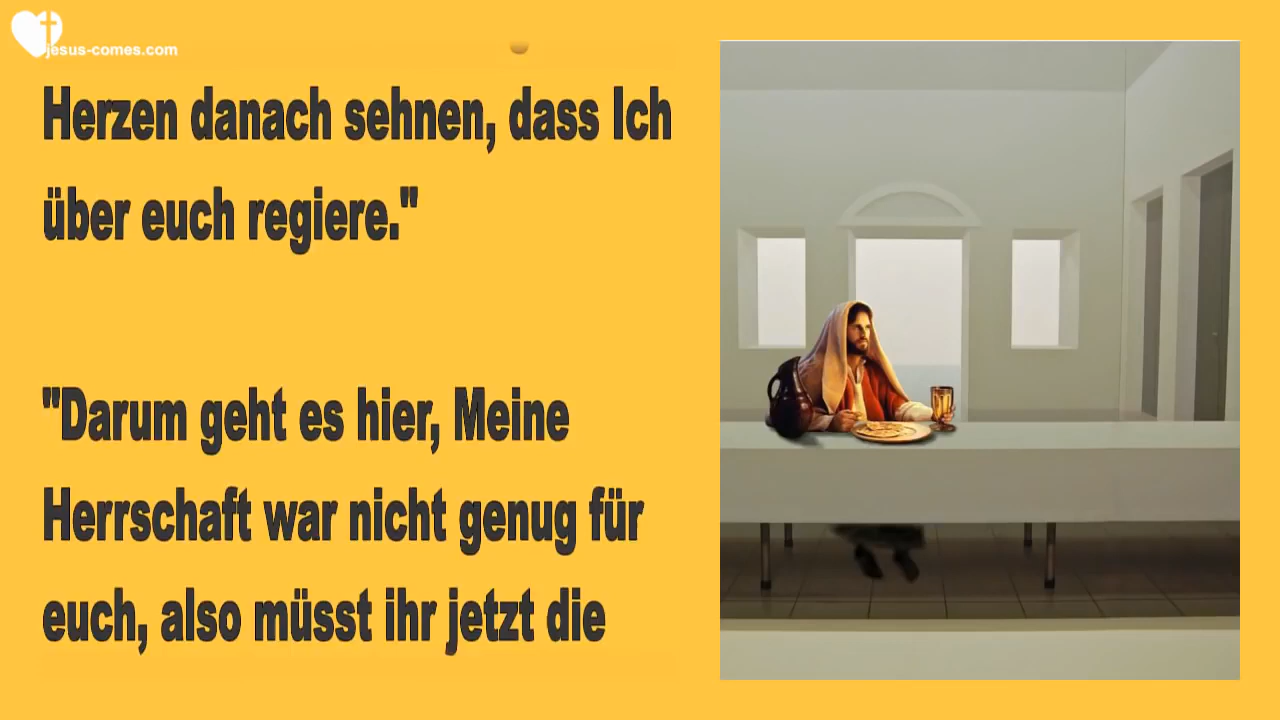 jesus-comes.com
Herzen danach sehnen, dass Ich
über euch regiere."
"Darum geht es hier, Meine
Herrschaft war nicht genug für
euch, also müsst ihr jetzt die